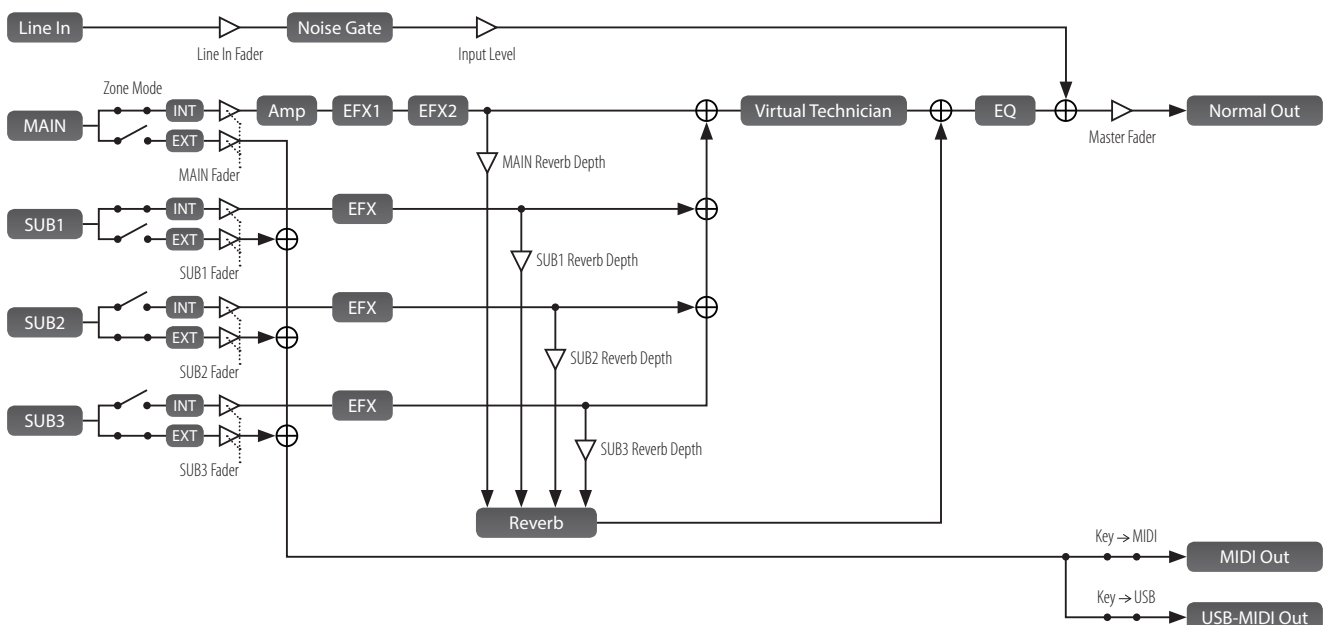 Line In
Line In Fader
Noise Gate
Input Level
Zone Mode
MAIN
INT
EXT
MAIN Fader
Amp
EFX1
EFX2
MAIN Reverb Depth
Virtual Technician
EQ
Master Fader
Normal Out
SUB1
INT
EXT
SUB1 Fader
EFX
SUB1 Reverb Depth
SUB2
INT
EXT
SUB2 Fader
EFX
SUB2 Reverb Depth
SUB3
INT
EXT
SUB3 Fader
EFX
SUB3 Reverb Depth
Reverb
Key → MIDI
MIDI Out
Key → USB
USB-MIDI Out